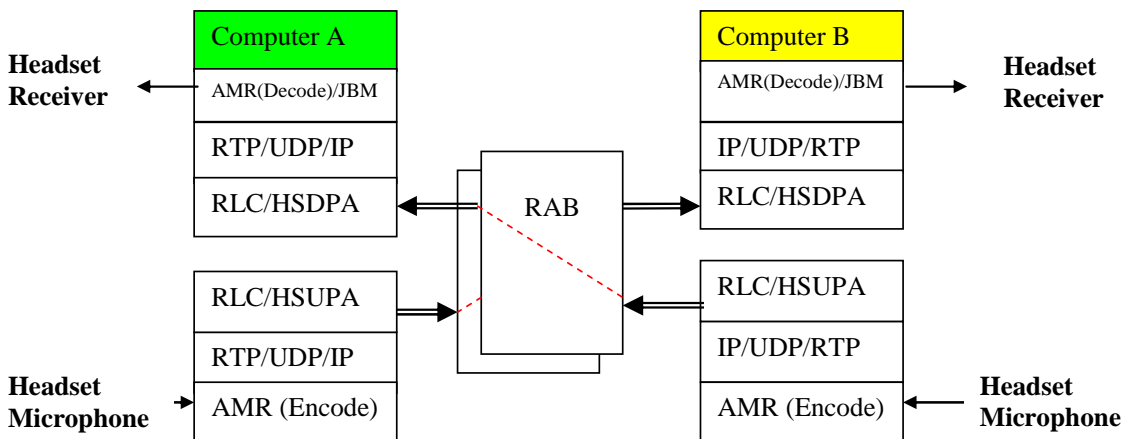 Computer A
Headset
Receiver
AMR(Decode)/JBM
RTP/UDP/IP
RLC/HSDPA
RLC/HSUPA
RTP/UDP/IP
Headset
Microphone
AMR (Encode)
RAB
Computer B
AMR(Decode)/JBM
Headset
Receiver
IP/UDP/RTP
RLC/HSDPA
RLC/HSUPA
IP/UDP/RTP
AMR (Encode)
Headset
Microphone